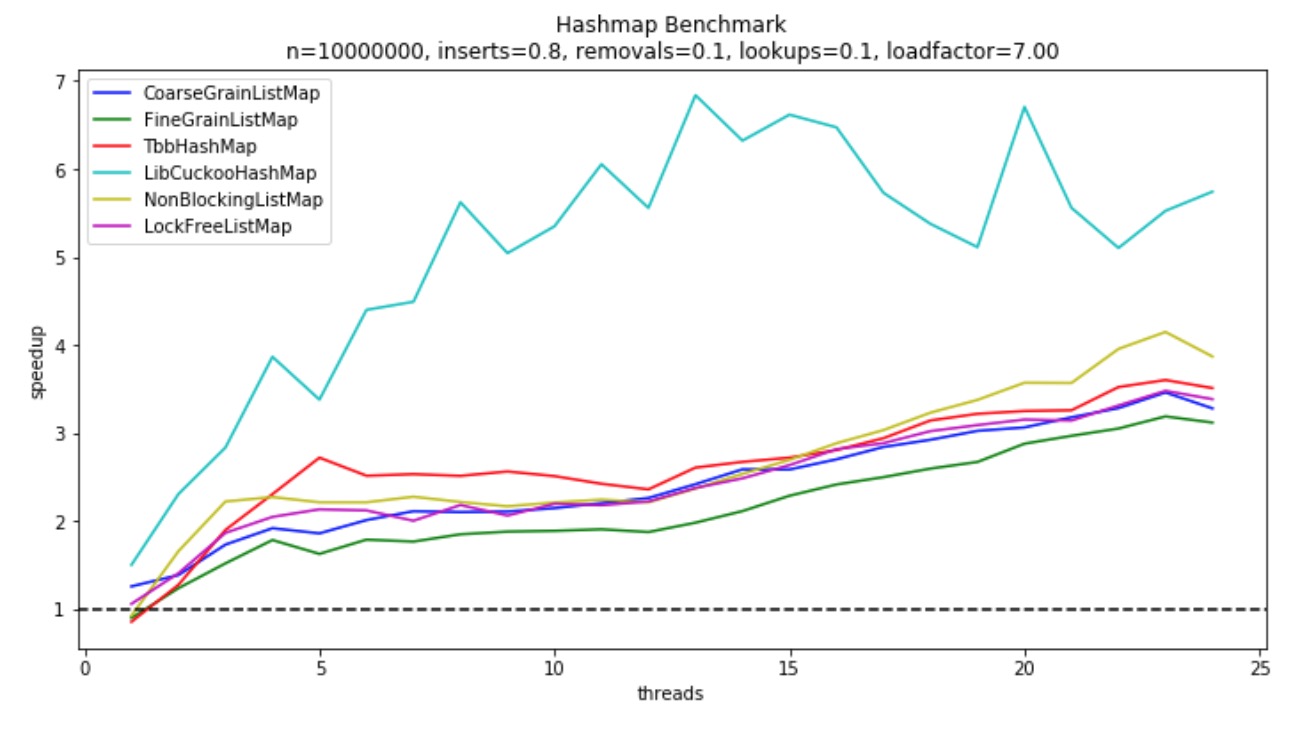 Hashmap Benchmark
n=10000000, inserts=0.8, removals=0.1, lookups=0.1, loadfactor=7.00
7
6
5
4
3
2
1
speedup
CoarseGrainListMap
FineGrainListMap
TbbHashMap
LibCuckooHashMap
NonBlockingListMap
LockFreeListMap
0 5 10 15 20 25
threads